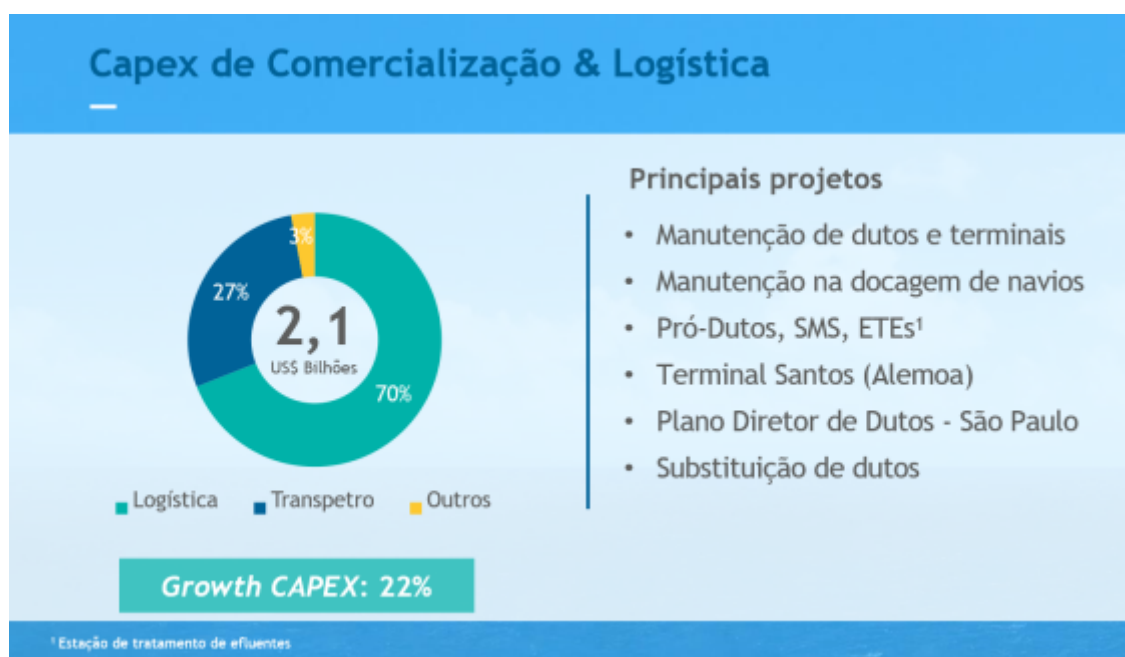 Capex de Comercialização & Logística
3%
27%
2,1
US$ Bilhões
70%
Logística Transpetro Outros
Growth CAPEX: 22%
Principais projetos
• Manutenção de dutos e terminais
• Manutenção na docagem de navios
• Pró-Dutos, SMS, ETEs¹
• Terminal Santos (Alemoa)
• Plano Diretor de Dutos - São Paulo
• Substituição de dutos
¹ Estação de tratamento de efluentes